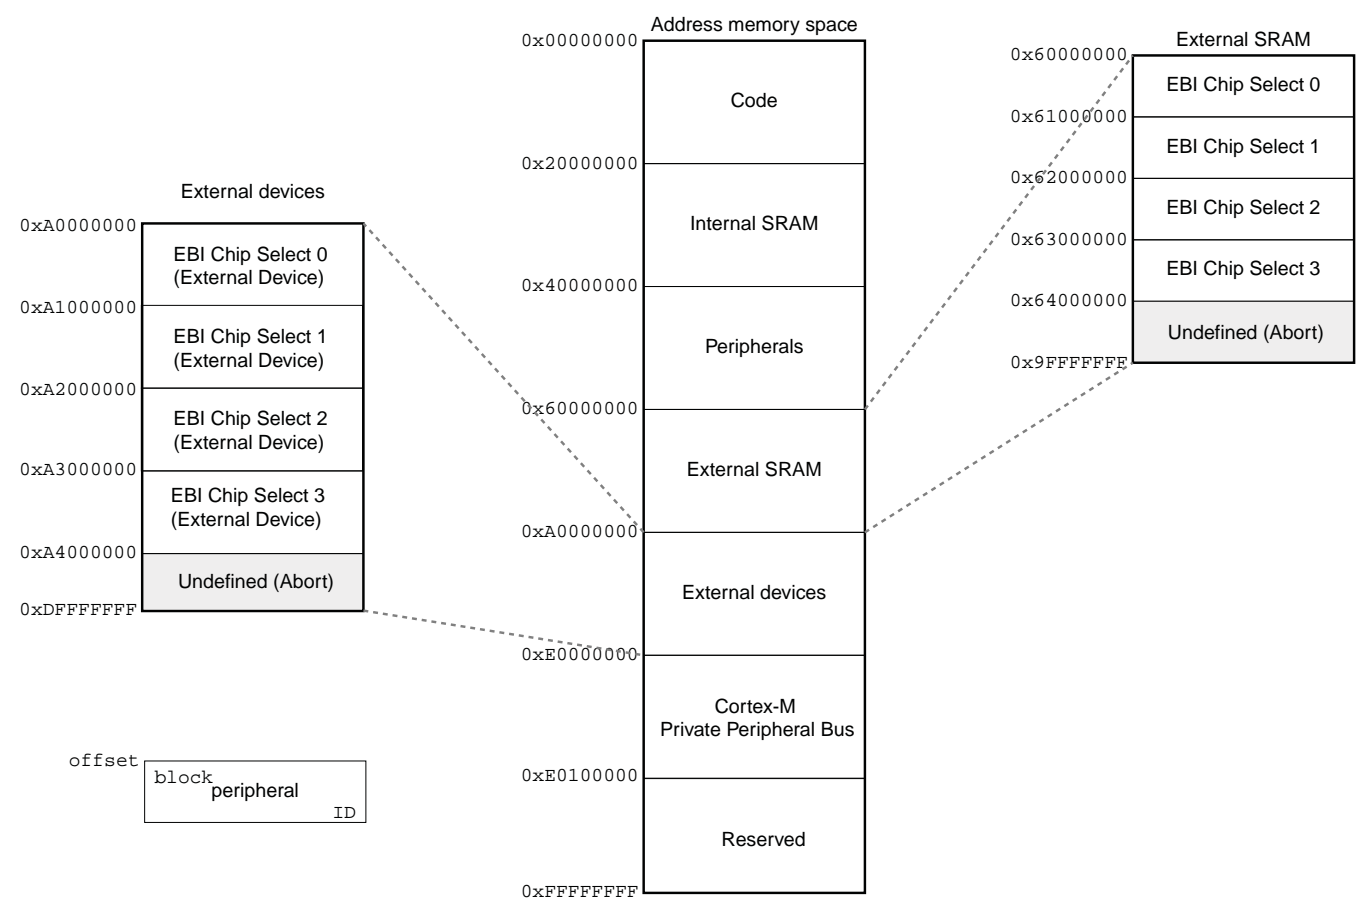 External devices
0xA0000000
EBI Chip Select 0
(External Device)
0xA1000000
EBI Chip Select 1
(External Device)
0xA2000000
EBI Chip Select 2
(External Device)
0xA3000000
EBI Chip Select 3
(External Device)
0xA4000000
Undefined (Abort)
0xDFFFFFFF
offset
block
peripheral
ID
Address memory space
0x00000000
Code
0x20000000
Internal SRAM
0x40000000
Peripherals
0x60000000
External SRAM
0xA0000000
External devices
0xE0000000
Cortex-M
Private Peripheral Bus
0xE0100000
Reserved
0xFFFFFFFF
External SRAM
0x60000000
EBI Chip Select 0
0x61000000
EBI Chip Select 1
0x62000000
EBI Chip Select 2
0x63000000
EBI Chip Select 3
0x64000000
Undefined (Abort)
0x9FFFFFFF